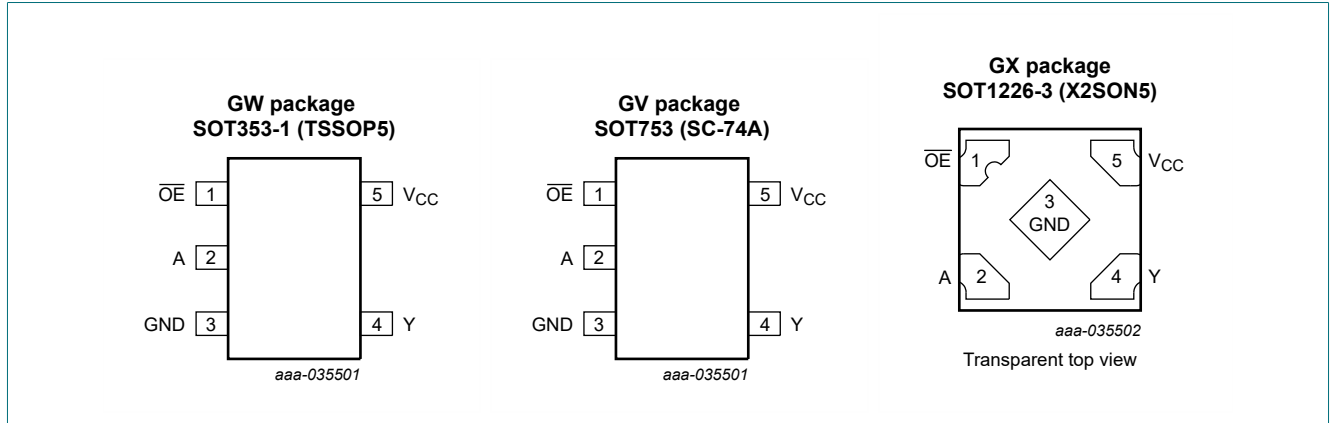 GW package
SOT353-1 (TSSOP5)
OE 1
5 VCC
A 2
GND 3
4 Y
aaa-035501
GV package
SOT753 (SC-74A)
OE 1
5 VCC
A 2
GND 3
4 Y
aaa-035501
GX package
SOT1226-3 (X2SON5)
OE 1
5 VCC
3
GND
A 2
4 Y
aaa-035502
Transparent top view